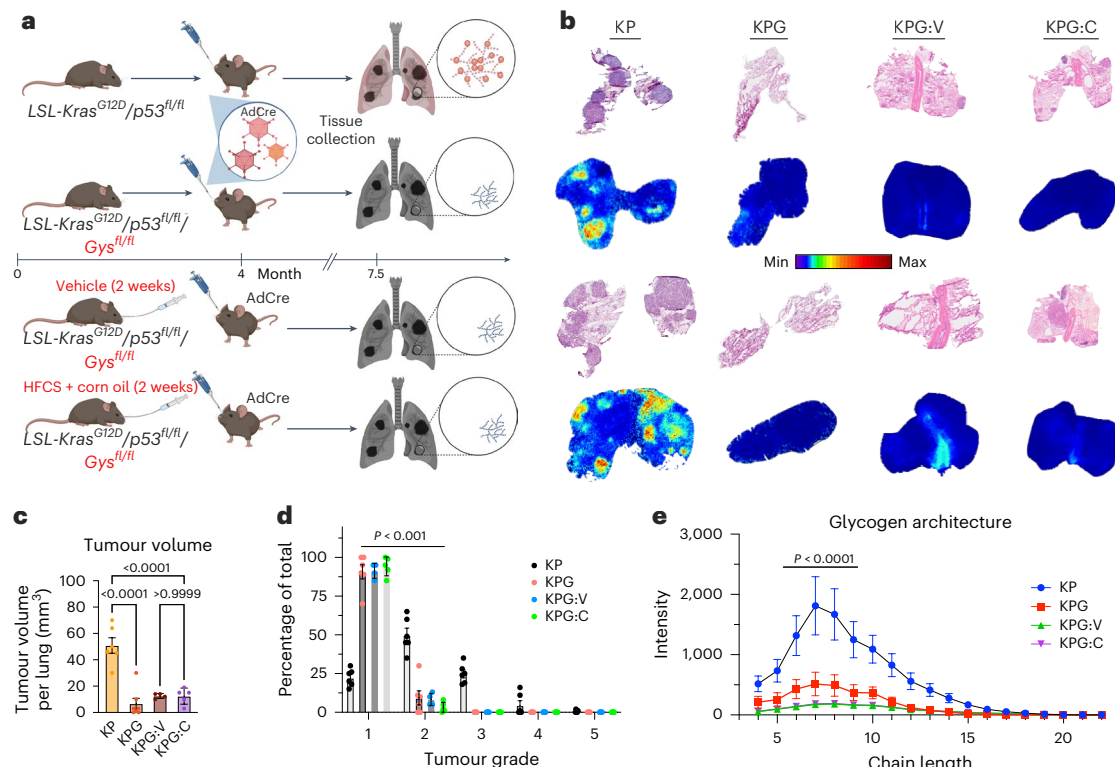 a
LSL-KrasG12D/p53fl/fl
AdCre
Tissue
collection
LSL-KrasG12D/p53fl/fl-/
Gysfl/fl
0
4
Month
7.5
Vehicle (2 weeks)
AdCre
LSL-KrasG12D/p53fl/fl/
Gysfl/fl
HFCS + corn oil (2 weeks)
AdCre
LSL-KrasG12D/p53fl/fl/
Gysfl/fl
b
KP
KPG
KPG:V
KPG:C
Min
Max
c
Tumour volume
<0.0001
<0.0001
>0.9999
Tumour volume
per lung (mm3)
100
80
60
40
20
0
KP
KPG
KPG:V
KPG:C
d
P < 0.001
Percentage of total
100
75
50
25
0
1
2
3
4
5
Tumour grade
KP
KPG
KPG:V
KPG:C
e
Glycogen architecture
P < 0.0001
Intensity
3,000
2,000
1,000
0
5
10
15
20
Chain length
KP
KPG
KPG:V
KPG:C